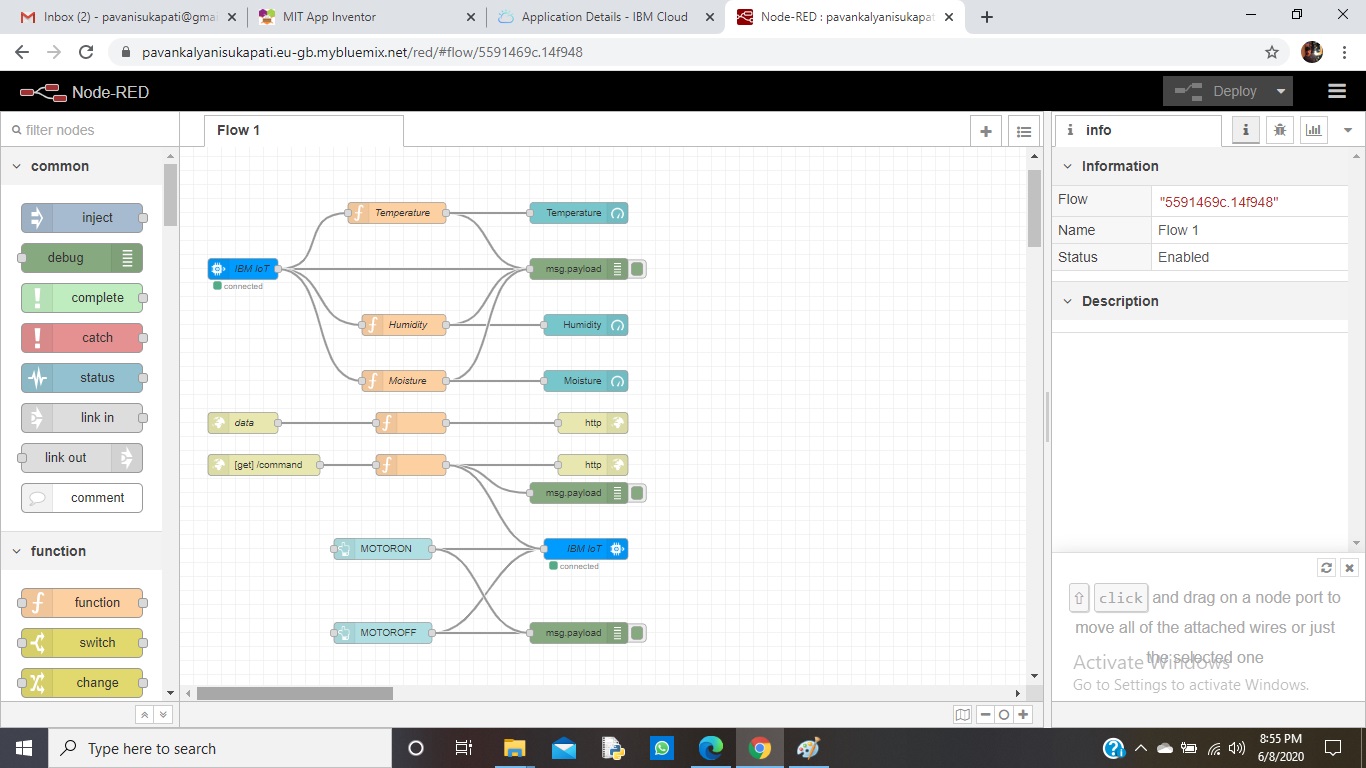 Inbox (2) - pavanisukapati@gmai
MIT App Inventor
Application Details - IBM Cloud
Node-RED : pavankalyanisukapat
pavankalyanisukapati.eu-gb.mybluemix.net/red/#flow/5591469c.14f948
Node-RED
Deploy
filter nodes
Flow 1
i info
i
common
inject
debug
complete
catch
status
link in
link out
comment
function
function
switch
change
Temperature
Temperature
IBM IoT
connected
msg.payload
Humidity
Humidity
Moisture
Moisture
data
http
[get] /command
http
msg.payload
MOTORON
IBM IoT
connected
MOTOROFF
msg.payload
Information
Flow "5591469c.14f948"
Name Flow 1
Status Enabled
Description
⇧ click and drag on a node port to
move all of the attached wires or just
the selected one
Activate Windows
Go to Settings to activate Windows.
Type here to search
8:55 PM
6/8/2020